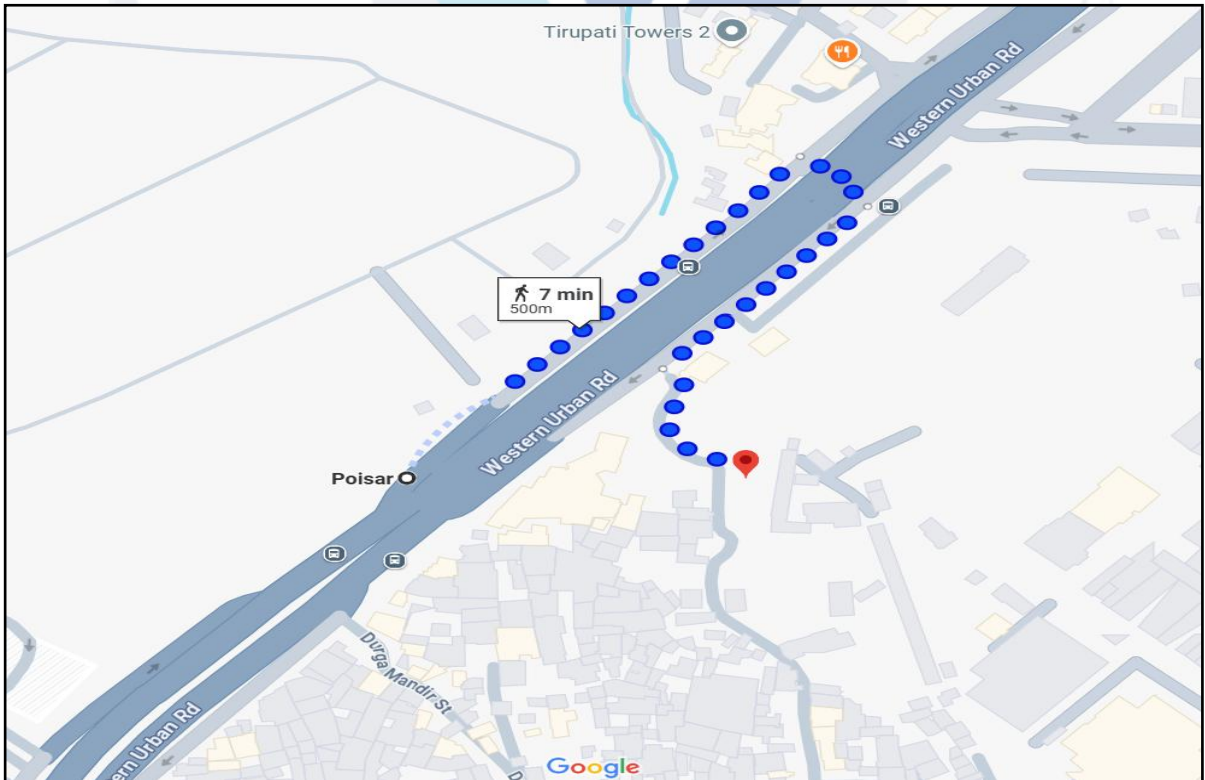 Tirupati Towers 2
Western Urban Rd
7 min
500m
Western Urban Rd
Poisar
Durga Mandir St
ern Urban Rd
D
Google